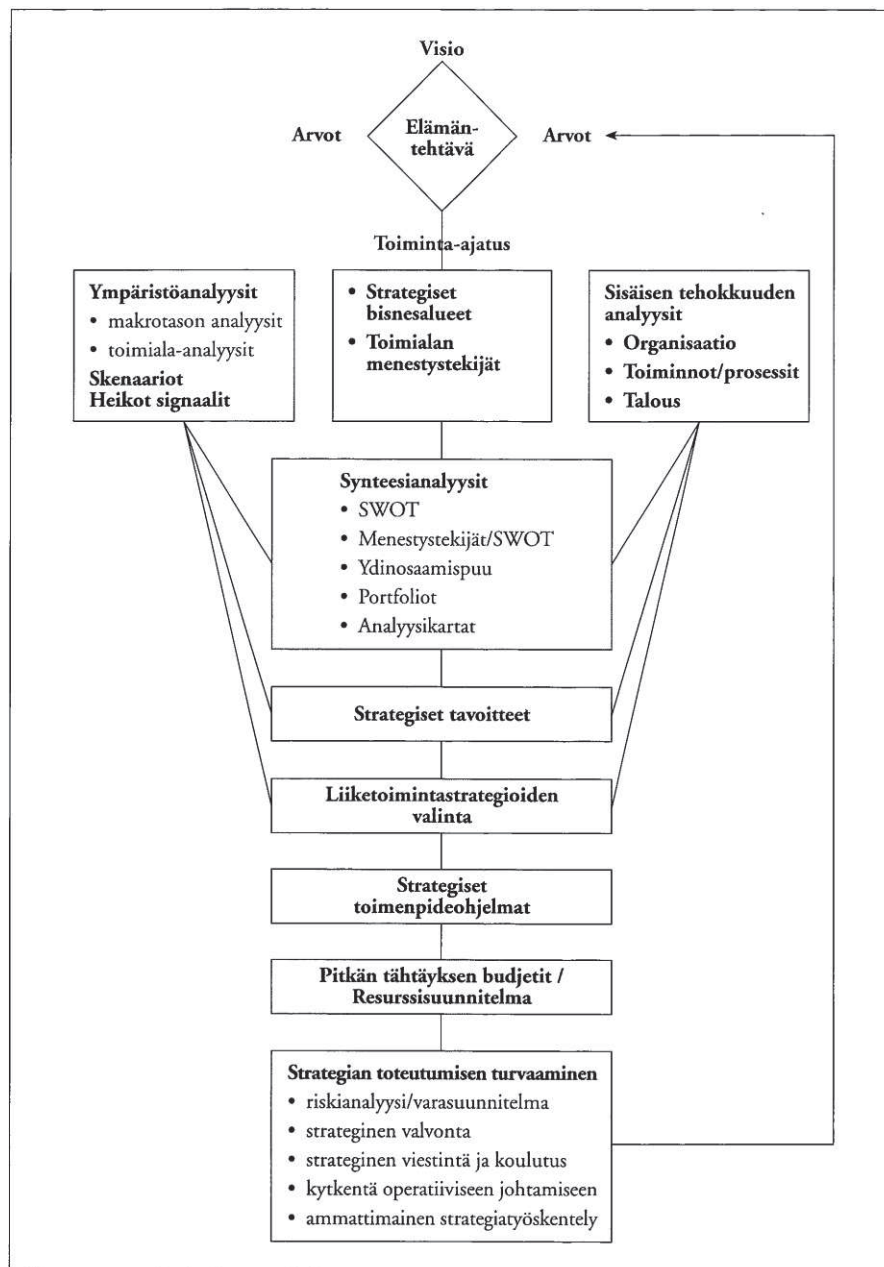 Visio
Arvot
Elämän-
tehtävä
Arvot
Toiminta-ajatus
Ympäristöanalyysit
• makrotason analyysit
• toimiala-analyysit
Skenaariot
Heikot signaalit
• Strategiset
bisnesalueet
• Toimialan
menestystekijät
Sisäisen tehokkuuden
analyysit
• Organisaatio
• Toiminnot/prosessit
• Talous
Synteesianalyysit
• SWOT
• Menestystekijät/SWOT
• Ydinosaamispuu
• Portfoliot
• Analyysikartat
Strategiset tavoitteet
Liiketoimintastrategioiden
valinta
Strategiset
toimenpideohjelmat
Pitkän tähtäyksen budjetit /
Resurssisuunnitelma
Strategian toteutumisen turvaaminen
• riskianalyysi/varasuunnitelma
• strateginen valvonta
• strateginen viestintä ja koulutus
• kytkentä operatiiviseen johtamiseen
• ammattimainen strategiatyöskentely